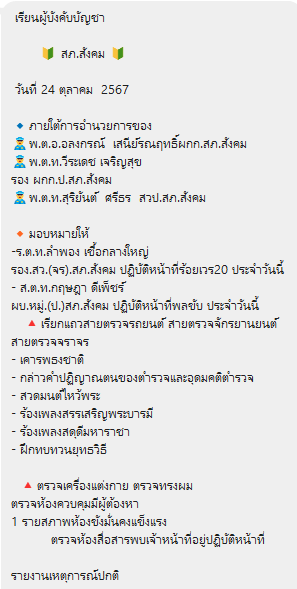 เรียนผู้บังคับบัญชา
🔰 สภ.สังคม 🔰
วันที่ 24 ตุลาคม 2567
🔹ภายใต้การอำนวยการของ
👮พ.ต.อ.อลงกรณ์ เสนีย์รณฤทธิ์ผกก.สภ.สังคม
👮พ.ต.ท.วีระเดช เจริญสุข
รอง ผกก.ป.สภ.สังคม
👮พ.ต.ท.สุริยันต์ ศรีธร สวป.สภ.สังคม
🔸มอบหมายให้
-ร.ต.ท.ลำพอง เชื้อกลางใหญ่
รอง.สว.(จร).สภ.สังคม ปฏิบัติหน้าที่ร้อยเวร20 ประจำวันนี้
- ส.ต.ท.กฤษฎา ดีเพ็ชร์
ผบ.หมู่.(ป.)สภ.สังคม ปฏิบัติหน้าที่พลขับ ประจำวันนี้
🔺เรียกแถวสายตรวจรถยนต์ สายตรวจจักรยานยนต์
สายตรวจจราจร
- เคารพธงชาติ
- กล่าวคำปฏิญาณตนของตำรวจและอุดมคติตำรวจ
- สวดมนต์ไหว้พระ
- ร้องเพลงสรรเสริญพระบารมี
- ร้องเพลงสดุดีมหาราชา
- ฝึกทบทวนยุทธวิธี
🔺ตรวจเครื่องแต่งกาย ตรวจทรงผม
ตรวจห้องควบคุมมีผู้ต้องหา
1 รายสภาพห้องขังมั่นคงแข็งแรง
ตรวจห้องสื่อสารพบเจ้าหน้าที่อยู่ปฏิบัติหน้าที่
รายงานเหตุการณ์ปกติ